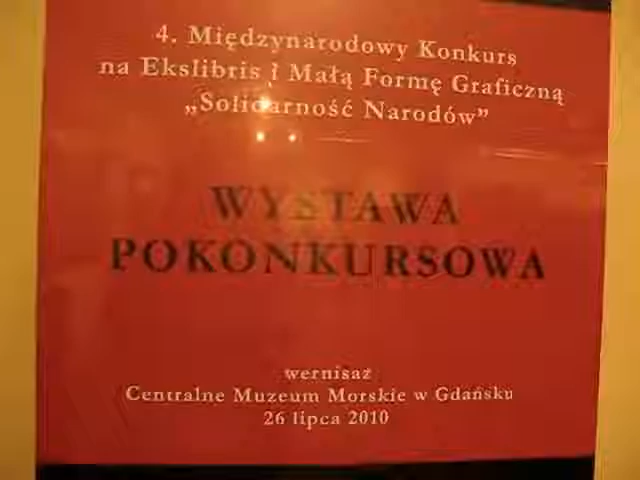 4. Międzynarodowy Konkurs
na Ekslibris i Małą Formę Graficzną
„Solidarność Narodów”
WYSTAWA
POKONKURSOWA
wernisaż
Centralne Muzeum Morskie w Gdańsku
26 lipca 2010